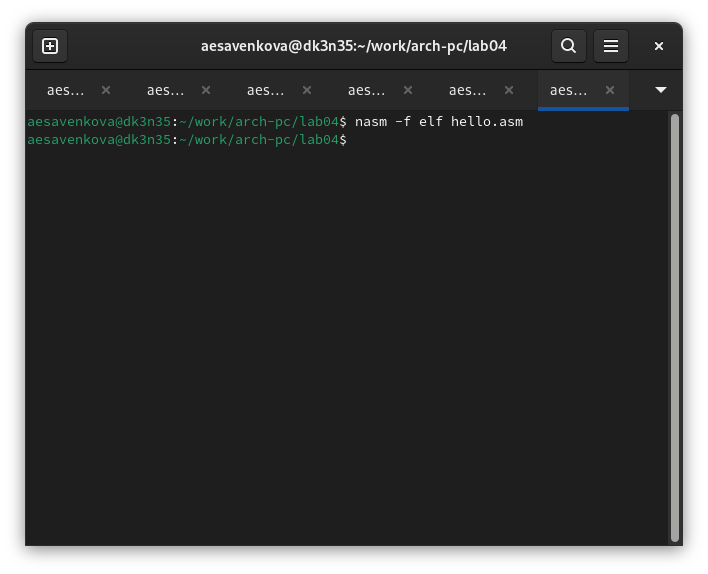 aesavenkova@dk3n35:~/work/arch-pc/lab04
aes... aes... aes... aes... aes... aes...
aesavenkova@dk3n35:~/work/arch-pc/lab04$ nasm -f elf hello.asm
aesavenkova@dk3n35:~/work/arch-pc/lab04$